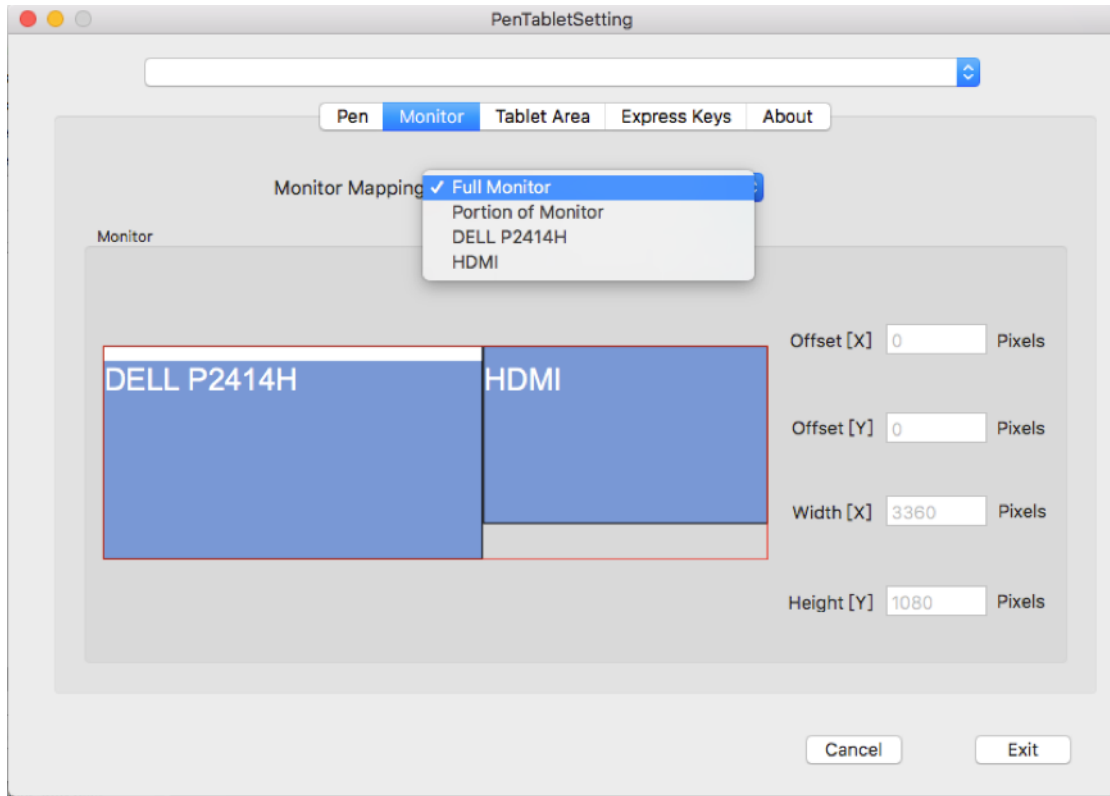 PenTabletSetting
Pen Monitor Tablet Area Express Keys About
Monitor Mapping ✓ Full Monitor
Portion of Monitor
DELL P2414H
HDMI
Monitor
DELL P2414H HDMI
Offset [X] 0 Pixels
Offset [Y] 0 Pixels
Width [X] 3360 Pixels
Height [Y] 1080 Pixels
Cancel Exit